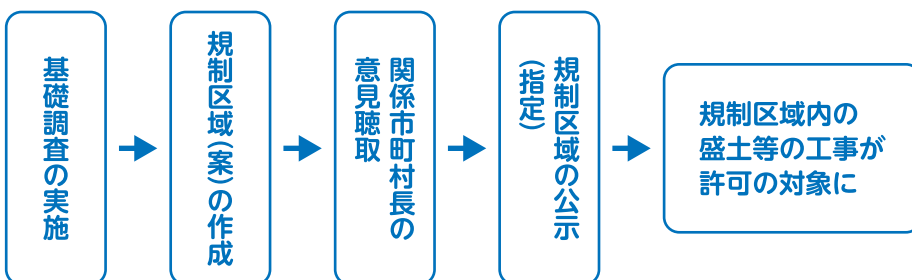 基礎調査の実施
規制区域(案)の作成
関係市町村長の
意見聴取
規制区域の公示
(指定)
規制区域内の
盛土等の工事が
許可の対象に